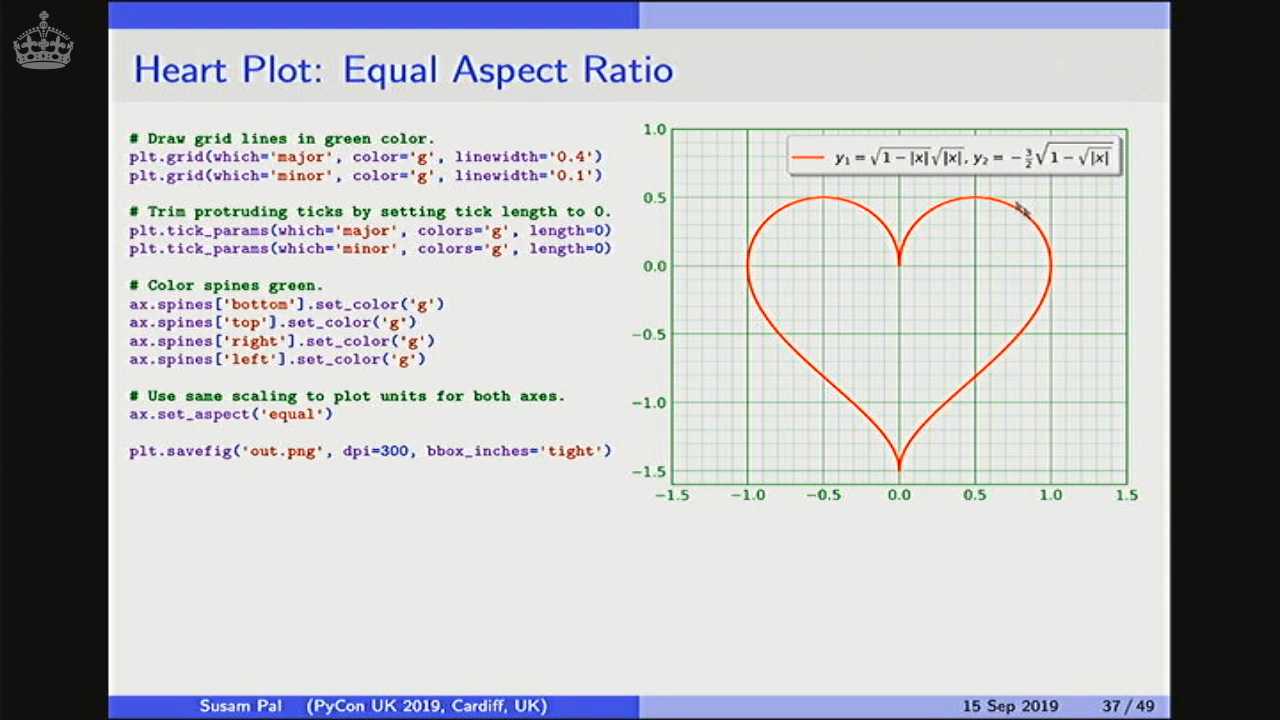 Heart Plot: Equal Aspect Ratio
# Draw grid lines in green color.
plt.grid(which='major', color='g', linewidth='0.4')
plt.grid(which='minor', color='g', linewidth='0.1')
# Trim protruding ticks by setting tick length to 0.
plt.tick_params(which='major', colors='g', length=0)
plt.tick_params(which='minor', colors='g', length=0)
# Color spines green.
ax.spines['bottom'].set_color('g')
ax.spines['top'].set_color('g')
ax.spines['right'].set_color('g')
ax.spines['left'].set_color('g')
# Use same scaling to plot units for both axes.
ax.set_aspect('equal')
plt.savefig('out.png', dpi=300, bbox_inches='tight')
y₁ = √(1 − |x|)√|x|, y₂ = −3/2√(1 − √|x|)
1.0
0.5
0.0
−0.5
−1.0
−1.5
−1.5 −1.0 −0.5 0.0 0.5 1.0 1.5
Susam Pal (PyCon UK 2019, Cardiff, UK) 15 Sep 2019 37 / 49